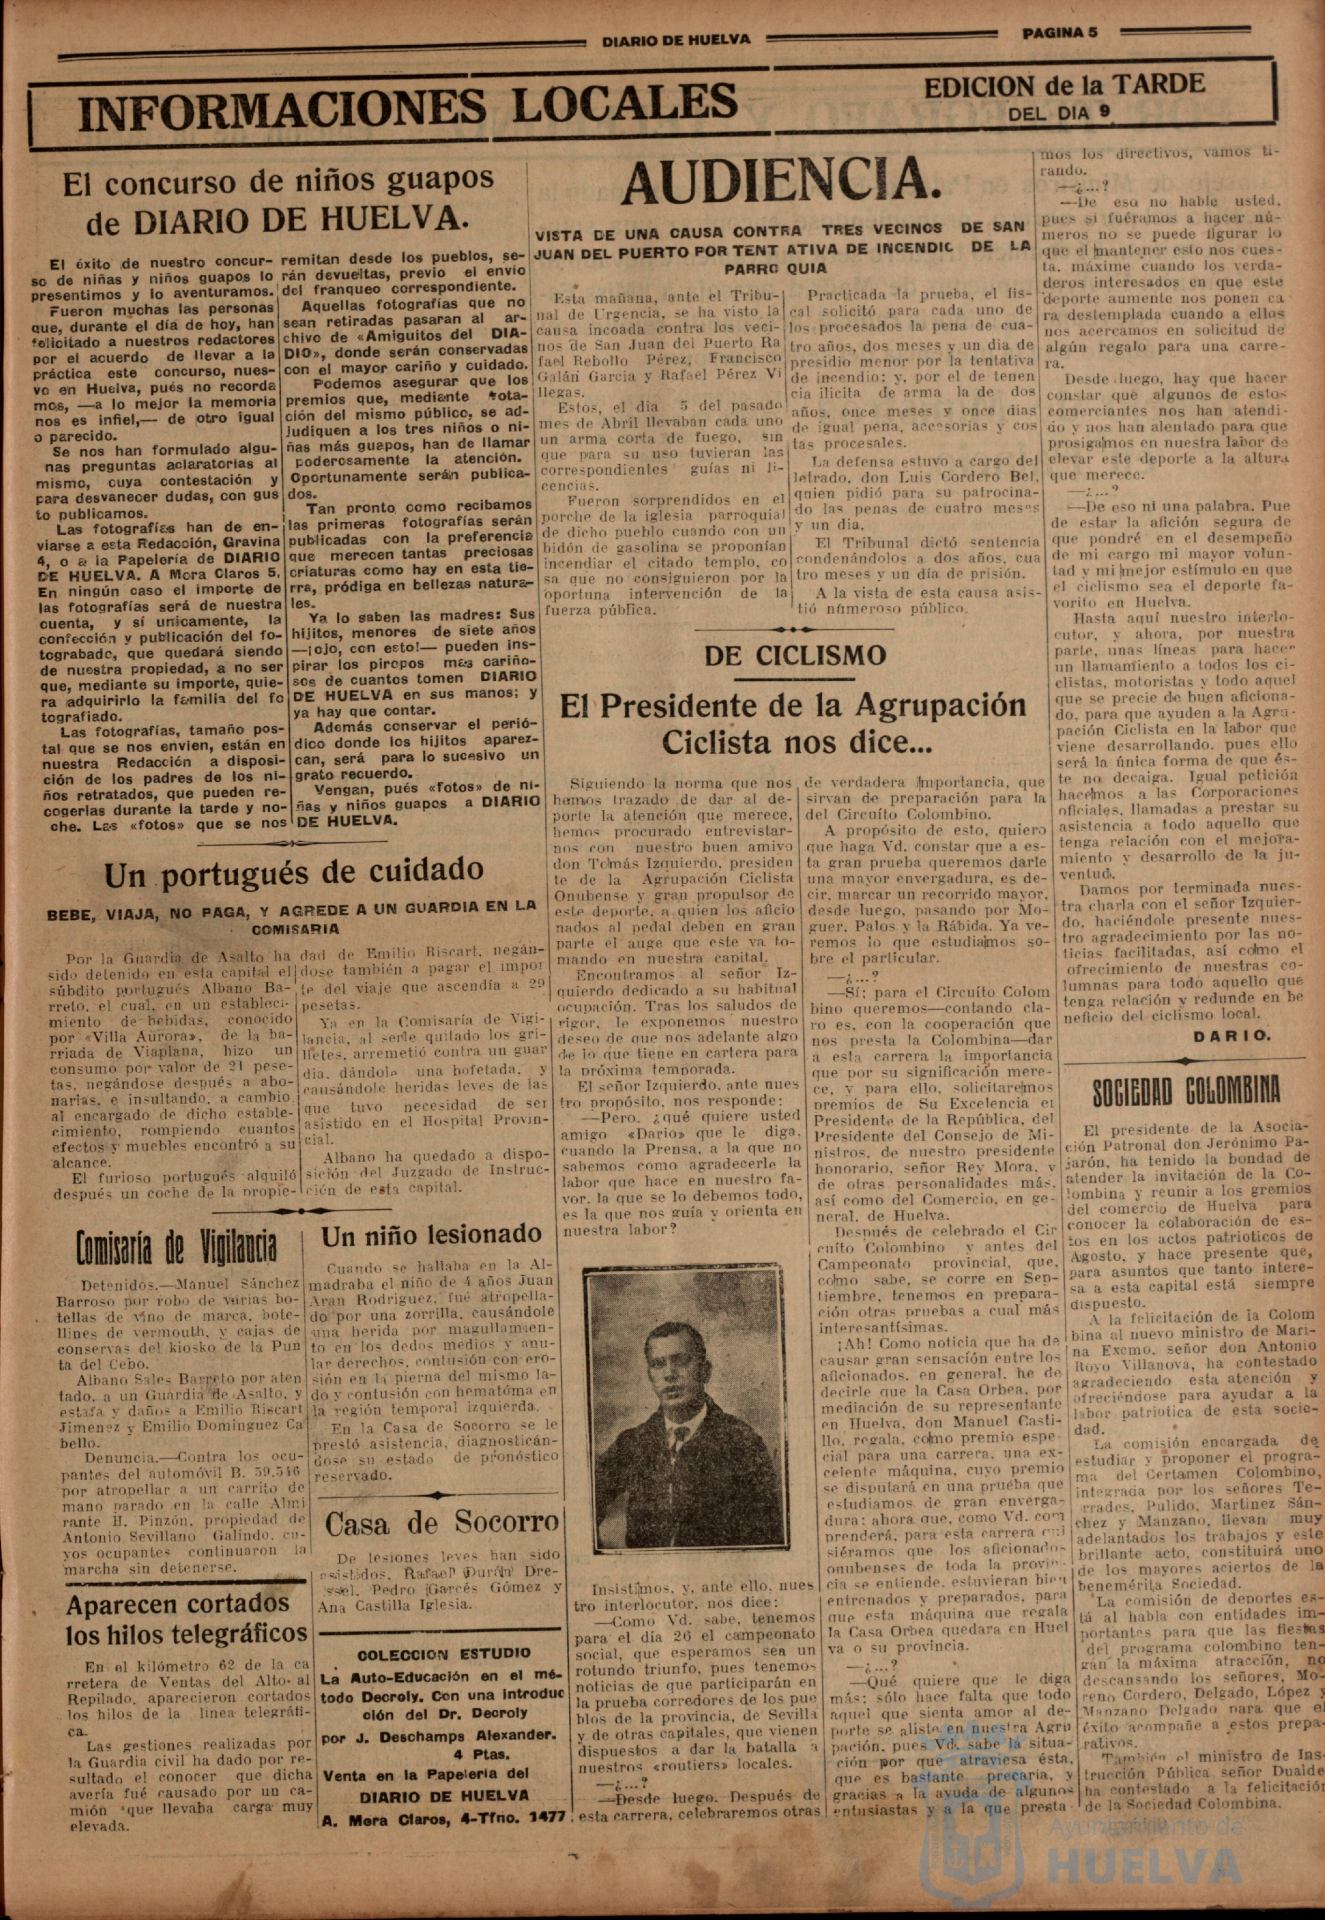 DIARIO DE HUELVA
PAGINA 5
INFORMACIONES LOCALES
EDICION de la TARDE
DEL DIA 9
El concurso de niños guapos
de DIARIO DE HUELVA.
El éxito de nuestro concur-
so de niñas y niños guapos lo
presentimos y lo aventuramos.
Fueron muchas las personas
que, durante el día de hoy, han
felicitado a nuestros redactores
por el acuerdo de llevar a la
práctica este concurso, nues-
vo en Huelva, pués no recorda
mos, —a lo mejor la memoria
nos es infiel,— de otro igual
o parecido.
Se nos han formulado algu-
nas preguntas aclaratorias al
mismo, cuya contestación y
para desvanecer dudas, con gus
to publicamos.
Las fotografías han de en-
viarse a esta Redacción, Gravina
4, o a la Papelería de DIARIO
DE HUELVA. A Mora Claros 5.
En ningún caso el importe de
las fotografías será de nuestra
cuenta, y sí unicamente, la
confección y publicación del fo-
tograbado, que quedará siendo
de nuestra propiedad, a no ser
que, mediante su importe, quie-
ra adquirirlo la familia del fo
tografiado.
Las fotografías, tamaño pos-
tal que se nos envien, están en
nuestra Redacción a disposi-
ción de los padres de los ni-
ños retratados, que pueden re-
cogerlas durante la tarde y no-
che. Las «fotos» que se nos
remitan desde los pueblos, se-
rán devueltas, previo el envío
del franqueo correspondiente.
Aquellas fotografías que no
sean retiradas pasaran al ar-
chivo de «Amiguitos del DIA-
DIO», donde serán conservadas
con el mayor cariño y cuidado.
Podemos asegurar que los
premios que, mediante vota-
ción del mismo público, se ad-
judiquen a los tres niños o ni-
ñas más guapos, han de llamar
poderosamente la atención.
Oportunamente serán publica-
dos.
Tan pronto como recibamos
las primeras fotografías serán
publicadas con la preferencia
que merecen tantas preciosas
criaturas como hay en esta tie-
rra, pródiga en bellezas natura-
les.
Ya lo saben las madres: Sus
hijitos, menores de siete años
—¡ojo, con esto!— pueden ins-
pirar los piropos mas cariño-
sos de cuantos tomen DIARIO
DE HUELVA en sus manos; y
ya hay que contar.
Además conservar el perió-
dico donde los hijitos aparez-
can, será para lo sucesivo un
grato recuerdo.
Vengan, pués «fotos» de ni-
ñas y niños guapos a DIARIO
DE HUELVA.
Un portugués de cuidado
BEBE, VIAJA, NO PAGA, Y AGREDE A UN GUARDIA EN LA
COMISARIA
Por la Guardia de Asalto ha
sido detenido en esta capital el
súbdito portugués Albano Ba-
rreto, el cual, en un estableci-
miento de bebidas, conocido
por «Villa Aurora», de la ba-
rriada de Viaplana, hizo un
consumo por valor de 21 pese-
tas, negándose después a abo-
narias, e insultando, a cambio
al encargado de dicho estable-
cimiento, rompiendo cuantos
efectos y muebles encontró a su
alcance.
El furioso portugués alquiló
después un coche de la propie-
dad de Emilio Riscart, negán-
dose también a pagar el impor
te del viaje que ascendía a 29
pesetas.
Ya en la Comisaría de Vigi-
lancia, al serle quitado los gri-
lletes, arremetió contra un guar
dia, dándole una bofetada, y
causándole heridas leves de las
que tuvo necesidad de ser
asistido en el Hospital Provin-
cial.
Albano ha quedado a dispo-
sición del Juzgado de Instruc-
ción de esta capital.
Comisaría de Vigilancia
Detenidos.—Manuel Sánchez
Barroso por robo de varias bo-
tellas de vino de marca, bote-
llines de vermouth, y cajas de
conservas del kiosko de la Pun
ta del Cebo.
Albano Sales Barreto por aten
tado, a un Guardia de Asalto, y
estafa y daños a Emilio Riscart
Jimenez y Emilio Dominguez Ca
bello.
Denuncia.—Contra los ocu-
pantes del automóvil B. 59.546
por atropellar a un carrito de
mano parado en la calle Almi
rante H. Pinzón, propiedad de
Antonio Sevillano Galindo, cu-
yos ocupantes continuaron la
marcha sin detenerse.
Aparecen cortados
los hilos telegráficos
En el kilómetro 62 de la ca
rretera de Ventas del Alto al
Repilado, aparecieron cortados
los hilos de la linea telegráfi-
ca.
Las gestiones realizadas por
la Guardia civil ha dado por re-
sultado el conocer que dicha
avería fué causado por un ca-
mión que llevaba carga muy
elevada.
Un niño lesionado
Cuando se hallaba en la Al-
madraba el niño de 4 años Juan
Aran Rodriguez, fué atropella-
do por una zorrilla, causándole
una herida por magullamien-
to en los dedos medios y anu-
lar derechos, contusión con ero-
sión en la pierna del mismo la-
do y contusión con hematóma en
la región temporal izquierda.
En la Casa de Socorro se le
prestó asistencia, diagnosticán-
dose su estado de pronóstico
reservado.
Casa de Socorro
De lesiones leves han sido
asistidos, Rafael Durán Dre-
ssel, Pedro Garcés Gómez y
Ana Castilla Iglesia.
COLECCION ESTUDIO
La Auto-Educación en el mé-
todo Decroly. Con una introduc
ción del Dr. Decroly
por J. Deschamps Alexander.
4 Ptas.
Venta en la Papelería del
DIARIO DE HUELVA
A. Mora Claros, 4-Tfno. 1477
AUDIENCIA.
VISTA DE UNA CAUSA CONTRA TRES VECINOS DE SAN
JUAN DEL PUERTO POR TENT ATIVA DE INCENDIC DE LA
PARRO QUIA
Esta mañana, ante el Tribu-
nal de Urgencia, se ha visto la
causa incoada contra los veci-
nos de San Juan del Puerto Ra
fael Rebollo Pérez, Francisco
Galán Garcia y Rafael Pérez Vi
llegas.
Estos, el dia 5 del pasado
mes de Abril llevaban cada uno
un arma corta de fuego, sin
que para su uso tuvieran las
correspondientes guías ni li-
cencias.
Fueron sorprendidos en el
porche de la iglesia parroquial
de dicho pueblo cuando con un
bidón de gasolina se proponían
incendiar el citado templo, co
sa que no consiguieron por la
oportuna intervención de la
fuerza pública.
Practicada la prueba, el fis-
cal solicitó para cada uno de
los procesados la pena de cua-
tro años, dos meses y un dia de
presidio menor por la tentativa
de incendio; y, por el de tenen
cia ilicita de arma la de dos
años, once meses y once dias
de igual pena, accesorias y cos
tas procesales.
La defensa estuvo a cargo del
letrado, don Luis Cordero Bel,
quien pidió para su patrocina-
do las penas de cuatro meses
y un dia.
El Tribunal dictó sentencia
condenándolos a dos años, cua
tro meses y un día de prisión.
A la vista de esta causa asis-
tió númeroso público.
DE CICLISMO
El Presidente de la Agrupación
Ciclista nos dice...
Siguiendo la norma que nos
hemos trazado de dar al de-
porte la atención que merece,
hemos procurado entrevistar-
nos con nuestro buen amivo
don Tomás Izquierdo, presiden
te de la Agrupación Ciclista
Onubense y gran propulsor de
este deporte, a quien los aficio
nados al pedal deben en gran
parte el auge que este va to-
mando en nuestra capital.
Encontramos al señor Iz-
quierdo dedicado a su habitual
ocupación. Tras los saludos de
rigor, le exponemos nuestro
deseo de que nos adelante algo
de lo que tiene en cartera para
la próxima temporada.
El señor Izquierdo, ante nues
tro propósito, nos responde:
—Pero, ¿qué quiere usted
amigo «Dario» que le diga,
cuando la Prensa, a la que no
sabemos como agradecerle la
labor que hace en nuestro fa-
vor, la que se lo debemos todo,
es la que nos guía y orienta en
nuestra labor?
Insistimos, y, ante ello, nues
tro interlocutor, nos dice:
—Como Vd. sabe, tenemos
para el día 26 el campeonato
social, que esperamos sea un
rotundo triunfo, pues tenemos
noticias de que participarán en
la prueba corredores de los pue
blos de la provincia, de Sevilla
y de otras capitales, que vienen
dispuestos a dar la batalla a
nuestros «routiers» locales.
—¿...?
—Desde luego. Después de
esta carrera, celebraremos otras
de verdadera importancia, que
sirvan de preparación para la
del Circuíto Colombino.
A propósito de esto, quiero
que haga Vd. constar que a es-
ta gran prueba queremos darle
una mayor envergadura, es de-
cir, marcar un recorrido mayor,
desde luego, pasando por Mo-
guer, Palos y la Rábida. Ya ve-
remos lo que estudiamos so-
bre el particular.
—¿...?
—Sí; para el Circuíto Colom
bino queremos—contando cla-
ro es, con la cooperación que
nos presta la Colombina—dar
a esta carrera la importancia
que por su significación mere-
ce, y para ello, solicitaremos
premios de Su Excelencia el
Presidente de la República, del
Presidente del Consejo de Mi-
nistros, de nuestro presidente
honorario, señor Rey Mora, y
de otras personalidades más,
así como del Comercio, en ge-
neral, de Huelva.
Después de celebrado el Cir
cuíto Colombino y antes del
Campeonato provincial, que,
como sabe, se corre en Sep-
tiembre, tenemos en prepara-
ción otras pruebas a cual más
interesantísimas.
¡Ah! Como noticia que ha de
causar gran sensación entre los
aficionados, en general, he de
decirle que la Casa Orbea, por
mediación de su representante
en Huelva, don Manuel Casti-
llo, regala, como premio espe-
cial para una carrera, una ex-
celente máquina, cuyo premio
se disputará en una prueba que
estudiamos de gran enverga-
dura; ahora que, como Vd. com
prenderá, para esta carrera qui
siéramos que los aficionado-
onubenses de toda la provin-
cia se entiende, estuvieran bien
entrenados y preparados, para
que esta máquina que regala
la Casa Orbea quedara en Huel
va o su provincia.
—¿...?
—Qué quiere que le diga
más; sólo hace falta que todo
aquel que sienta amor al de-
porte se aliste en nuestra Agru
pación, pues Vd. sabe la situa-
ción por que atraviesa ésta,
que es bastante precaria, y
gracias a la ayuda de algunos
entusiastas y a la que presta
mos los directivos, vamos ti-
rando.
—¿...?
—De eso no hable usted,
pues si fuéramos a hacer nú-
meros no se puede figurar lo
que el mantener esto nos cues-
ta, máxime cuando los verda-
deros interesados en que este
deporte aumente nos ponen ca
ra destemplada cuando a ellos
nos acercamos en solicitud de
algún regalo para una carre-
ra.
Desde luego, hay que hacer
constar que algunos de estos
comerciantes nos han atendi-
do y nos han alentado para que
prosigamos en nuestra labor de
elevar este deporte a la altura
que merece.
—¿...?
—De eso ni una palabra. Pue
de estar la afición segura de
que pondré en el desempeño
de mi cargo mi mayor volun-
tad y mi mejor estímulo en que
el ciclismo sea el deporte fa-
vorito en Huelva.
Hasta aquí nuestro interlo-
cutor, y ahora, por nuestra
parte, unas líneas para hacer
un llamamiento a todos los ci-
clistas, motoristas y todo aquel
que se precie de buen aficiona-
do, para que ayuden a la Agru-
pación Ciclista en la labor que
viene desarrollando, pues ello
será la única forma de que és-
te no decaiga. Igual petición
hacemos a las Corporaciones
oficiales, llamadas a prestar su
asistencia a todo aquello que
tenga relación con el mejora-
miento y desarrollo de la ju-
ventud.
Damos por terminada nues-
tra charla con el señor Izquier-
do, haciéndole presente nues-
tro agradecimiento por las no-
ticias facilitadas, así como el
ofrecimiento de nuestras co-
lumnas para todo aquello que
tenga relación y redunde en be
neficio del ciclismo local.
DARIO.
SOCIEDAD COLOMBINA
El presidente de la Asocia-
ción Patronal don Jerónimo Pa-
jarón, ha tenido la bondad de
atender la invitación de la Co-
lombina y reunir a los gremios
del comercio de Huelva para
conocer la colaboración de es-
tos en los actos patrioticos de
Agosto, y hace presente que,
para asuntos que tanto intere-
sa a esta capital está siempre
dispuesto.
A la felicitación de la Colom
bina al nuevo ministro de Mari-
na Excmo, señor don Antonio
Royo Villanova, ha contestado
agradeciendo esta atención y
ofreciéndose para ayudar a la
labor patriotica de esta socie-
dad.
La comisión encargada de
estudiar y proponer el progra-
ma del Certamen Colombino,
integrada por los señores Te-
rrades, Pulido, Martinez Sán-
chez y Manzano, llevan muy
adelantados los trabajos y este
brillante acto, constituirá uno
de los mayores aciertos de la
benemérita Sociedad.
La comisión de deportes es-
tá al habla con entidades im-
portantes para que las fiestas
del programa colombino ten-
gan la máxima atracción, no
descansando los señores, Mo-
reno Cordero, Delgado, López y
Manzano Delgado para que el
éxito acompañe a estos prepa-
rativos.
También el ministro de Ins-
trucción Pública señor Dualde
ha contestado a la felicitación
de la Sociedad Colombina.
Ayuntamiento de
HUELVA